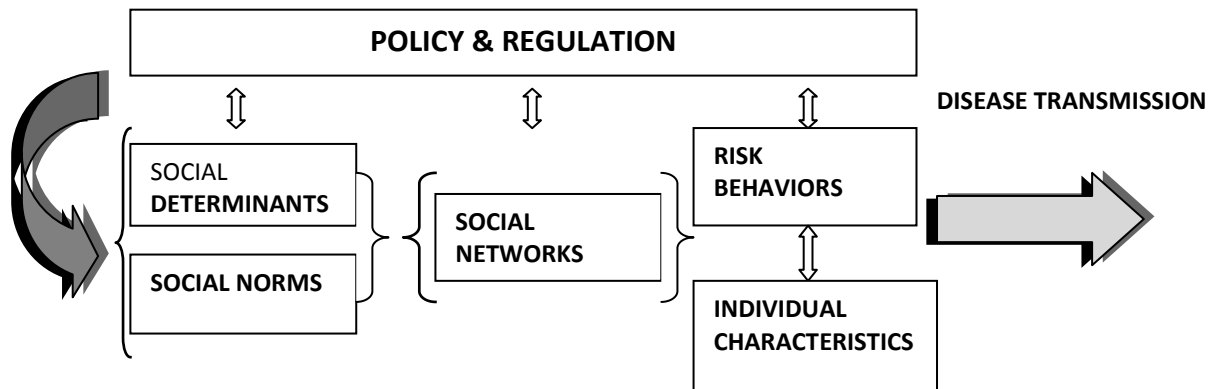 POLICY & REGULATION
DISEASE TRANSMISSION
SOCIAL
DETERMINANTS
SOCIAL NORMS
SOCIAL
NETWORKS
RISK
BEHAVIORS
INDIVIDUAL
CHARACTERISTICS